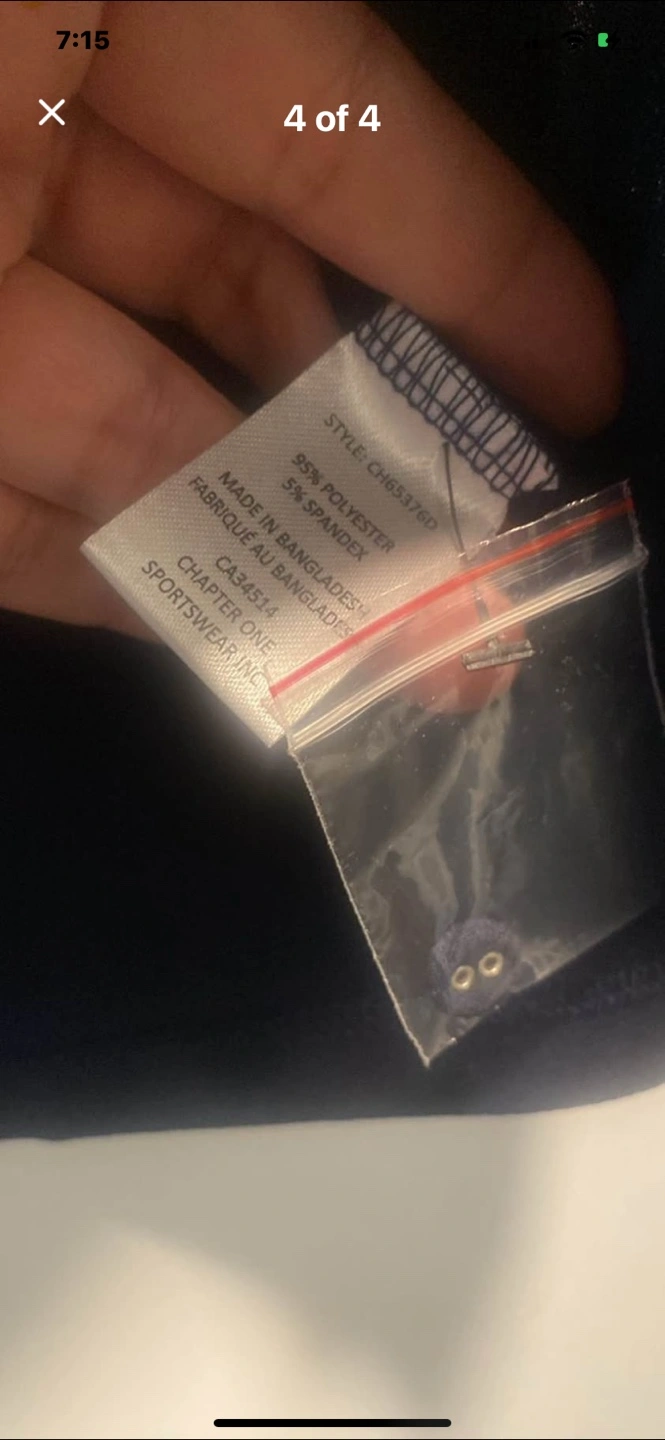 7:15
4 of 4
STYLE: CH65376D
95% POLYESTER
5% SPANDEX
MADE IN BANGLADESH
FABRIQUÉ AU BANGLADES
CA34514
CHAPTER ONE
SPORTSWEAR INC